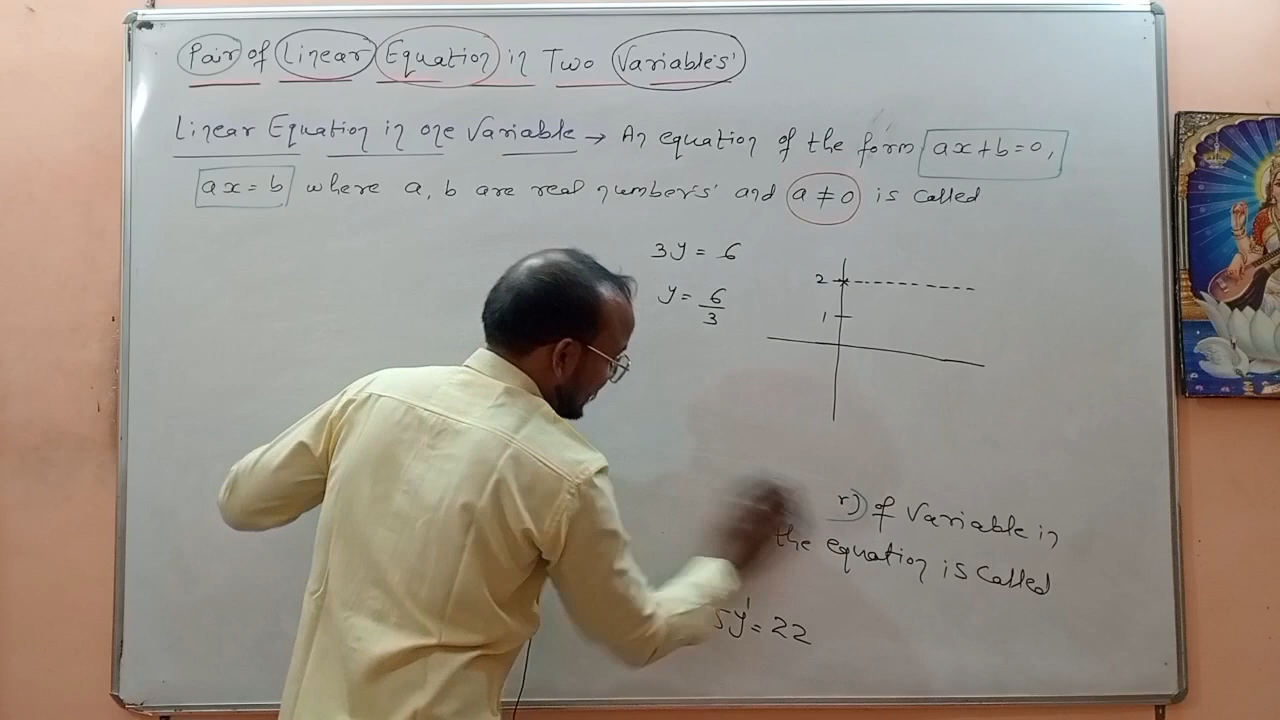 Pair of Linear Equation in Two Variables'
Linear Equation in one Variable → An equation of the form ax+b=0,
ax = b where a, b are real number's' and a ≠ 0 is called
3y = 6
y = 6/3
2
1
of Variable in
the equation is called
5y¹ = 22